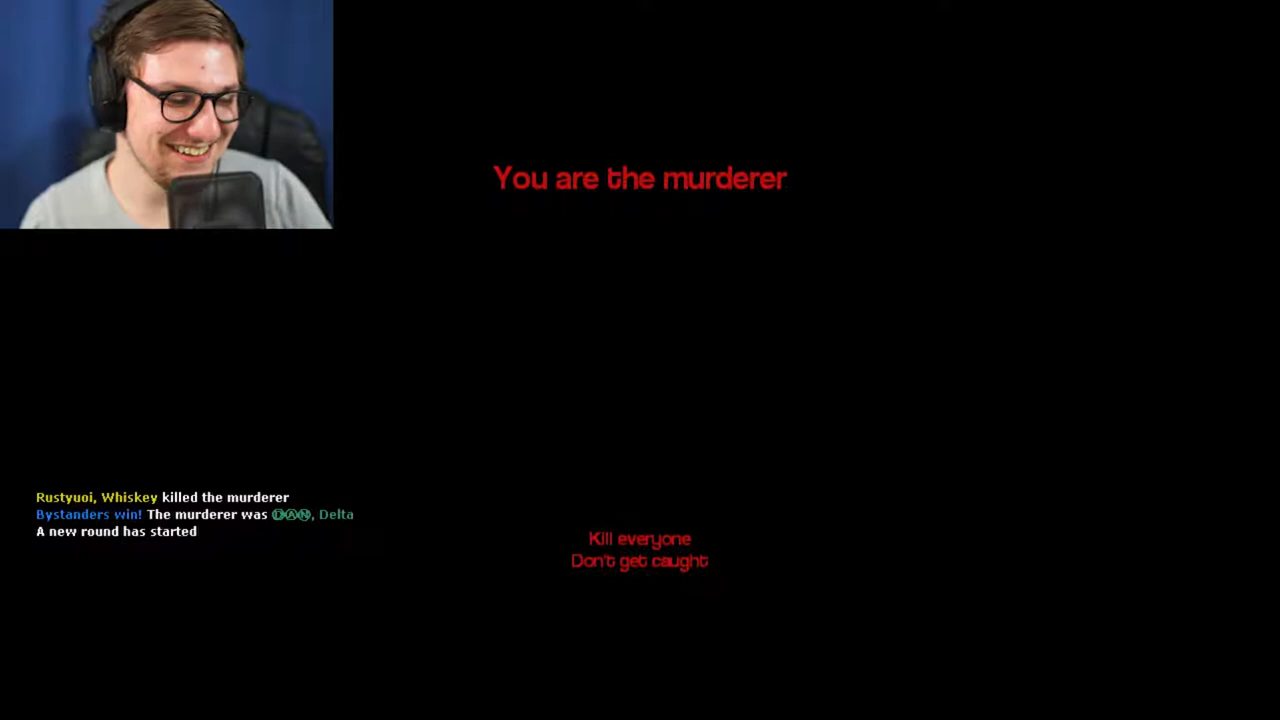 You are the murderer
Rustyuoi, Whiskey killed the murderer
Bystanders win! The murderer was ⒹⒶⓃ, Delta
A new round has started
Kill everyone
Don't get caught